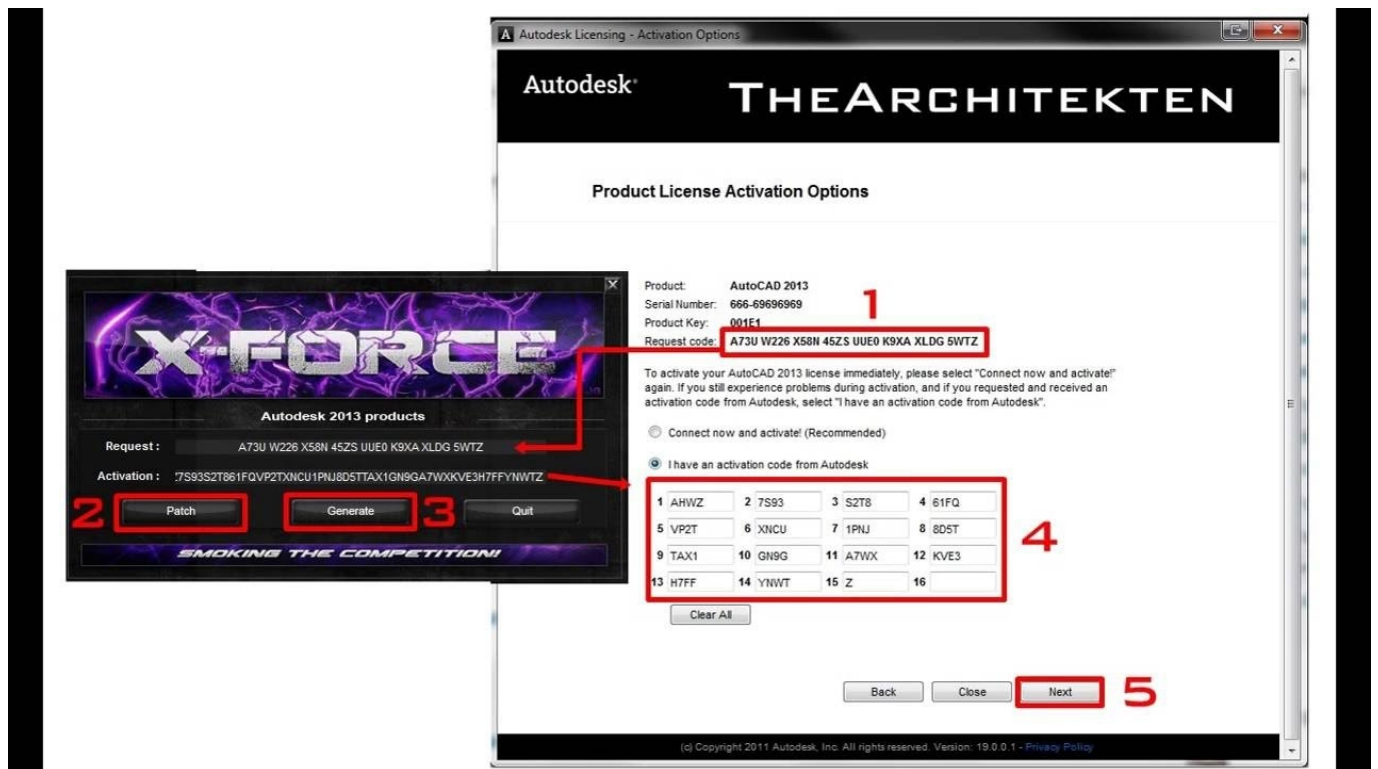 Autodesk Licensing - Activation Options
Autodesk
THEARCHITEKTEN
Product License Activation Options
Product: AutoCAD 2013
Serial Number: 666-69696969
1
Product Key: 001E1
Request code: A73U W226 X58N 45ZS UUE0 K9XA XLDG 5WTZ
To activate your AutoCAD 2013 license immediately, please select "Connect now and activate!"
again. If you still experience problems during activation, and if you requested and received an
activation code from Autodesk, select "I have an activation code from Autodesk".
Connect now and activate! (Recommended)
I have an activation code from Autodesk
1 AHWZ 2 7S93 3 S2T8 4 61FQ
5 VP2T 6 XNCU 7 1PNJ 8 8D5T
9 TAX1 10 GN9G 11 A7WX 12 KVE3
13 H7FF 14 YNWT 15 Z 16
4
Clear All
Back Close Next 5
(c) Copyright 2011 Autodesk, Inc. All rights reserved. Version: 19.0.0.1 - Privacy Policy
X-FORCE
Autodesk 2013 products
Request : A73U W226 X58N 45ZS UUE0 K9XA XLDG 5WTZ
Activation : 7S93S2T861FQVP2TXNCU1PNJ8D5TTAX1GN9GA7WXKVE3H7FFYNWTZ
2 Patch Generate 3 Quit
SMOKING THE COMPETITION!